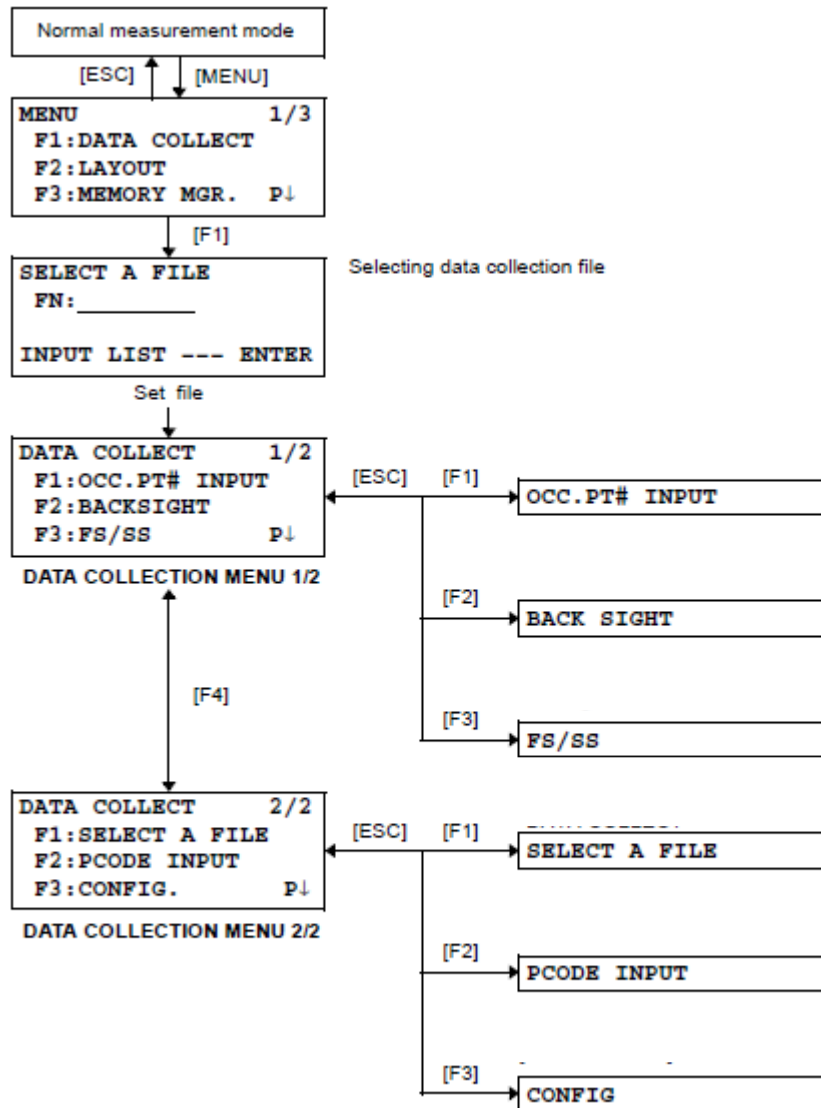 Normal measurement mode
[ESC] [MENU]
MENU 1/3
F1:DATA COLLECT
F2:LAYOUT
F3:MEMORY MGR. P↓
[F1]
SELECT A FILE
FN:
INPUT LIST --- ENTER
Selecting data collection file
Set file
DATA COLLECT 1/2
F1:OCC.PT# INPUT
F2:BACKSIGHT
F3:FS/SS P↓
DATA COLLECTION MENU 1/2
[ESC] [F1]
OCC.PT# INPUT
[F2]
BACK SIGHT
[F3]
FS/SS
[F4]
DATA COLLECT 2/2
F1:SELECT A FILE
F2:PCODE INPUT
F3:CONFIG. P↓
DATA COLLECTION MENU 2/2
[ESC] [F1]
SELECT A FILE
[F2]
PCODE INPUT
[F3]
CONFIG